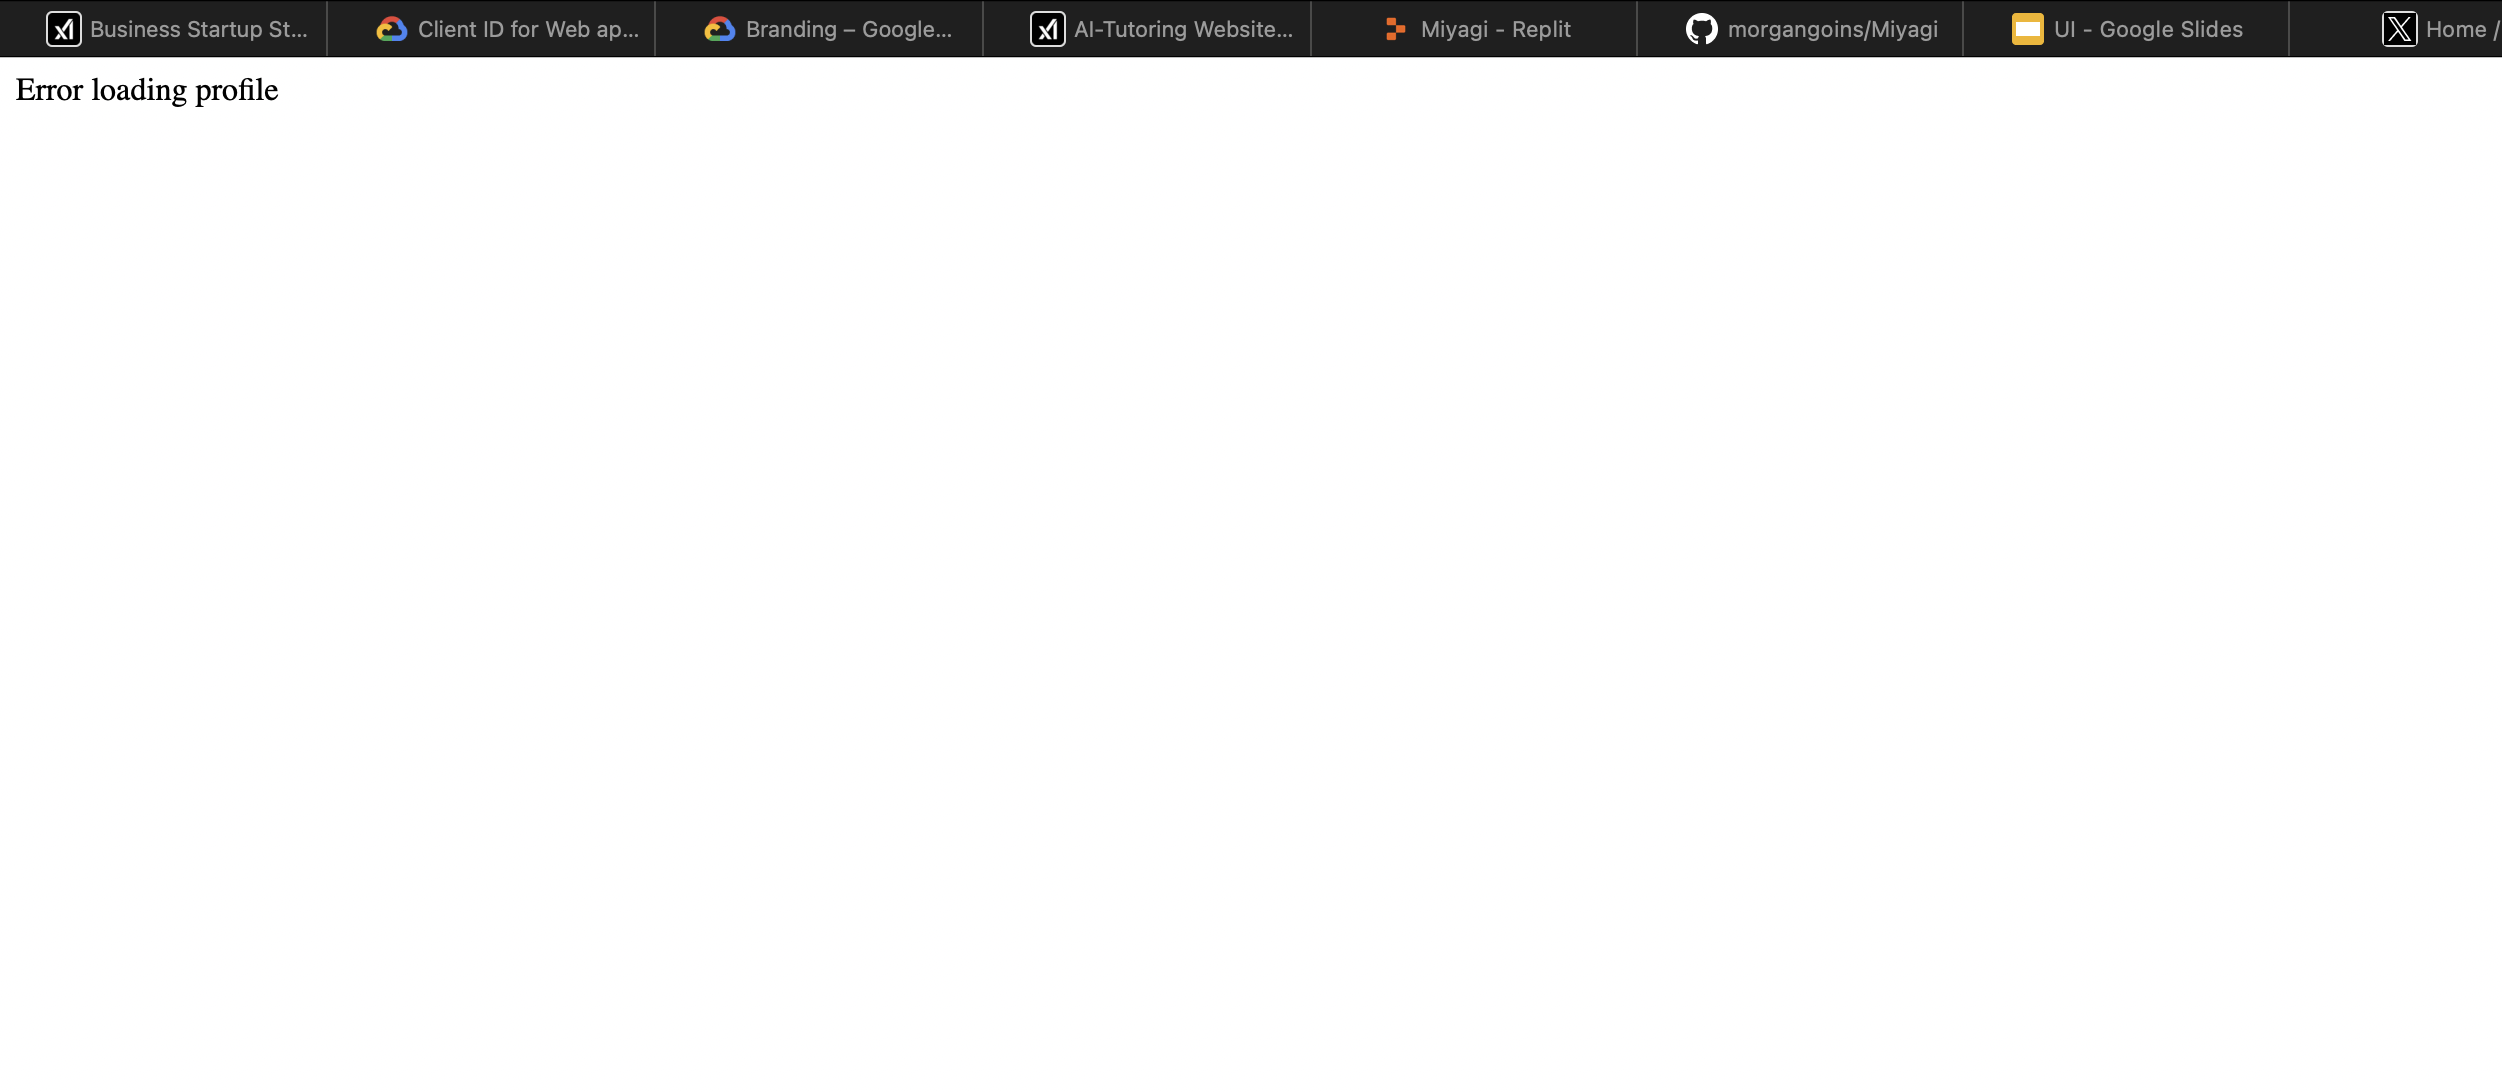 Business Startup St...
Client ID for Web ap...
Branding – Google...
AI-Tutoring Website...
Miyagi - Replit
morgangoins/Miyagi
UI - Google Slides
Home /
Error loading profile